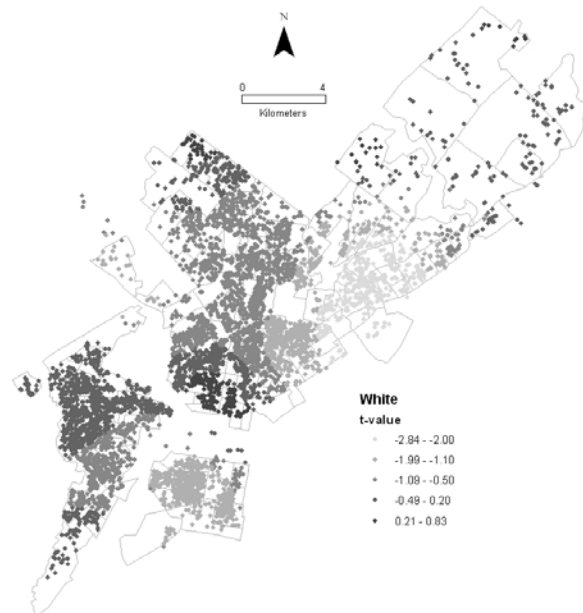 N
0 4
Kilometers
White
t-value
-2.84 - -2.00
-1.99 - -1.10
-1.08 - -0.50
-0.49 - 0.20
0.21 - 0.83